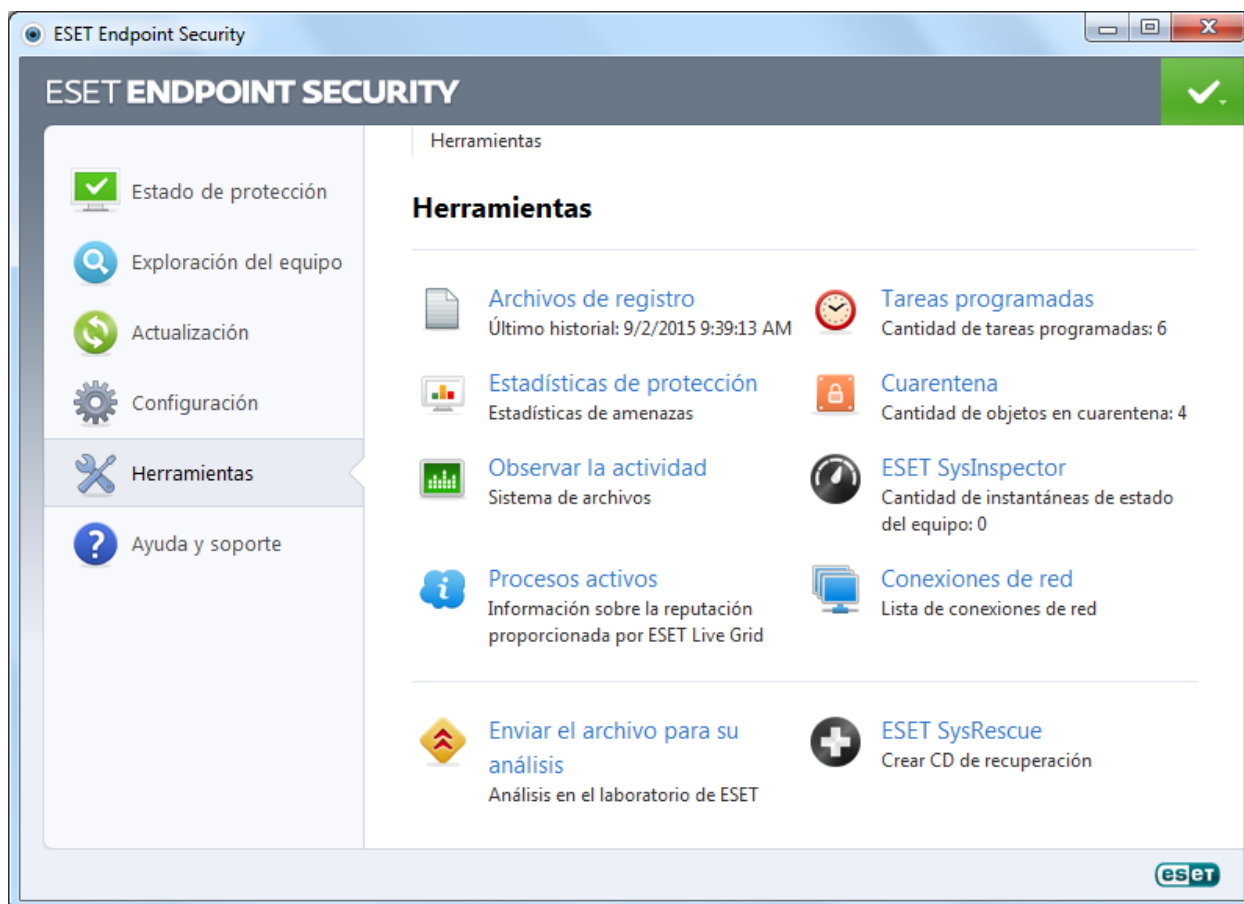 ESET Endpoint Security
ESET ENDPOINT SECURITY
Estado de protección
Exploración del equipo
Actualización
Configuración
Herramientas
Ayuda y soporte
Herramientas
Herramientas
Archivos de registro
Último historial: 9/2/2015 9:39:13 AM
Tareas programadas
Cantidad de tareas programadas: 6
Estadísticas de protección
Estadísticas de amenazas
Cuarentena
Cantidad de objetos en cuarentena: 4
Observar la actividad
Sistema de archivos
ESET SysInspector
Cantidad de instantáneas de estado
del equipo: 0
Procesos activos
Información sobre la reputación
proporcionada por ESET Live Grid
Conexiones de red
Lista de conexiones de red
Enviar el archivo para su
análisis
Análisis en el laboratorio de ESET
ESET SysRescue
Crear CD de recuperación
eseT